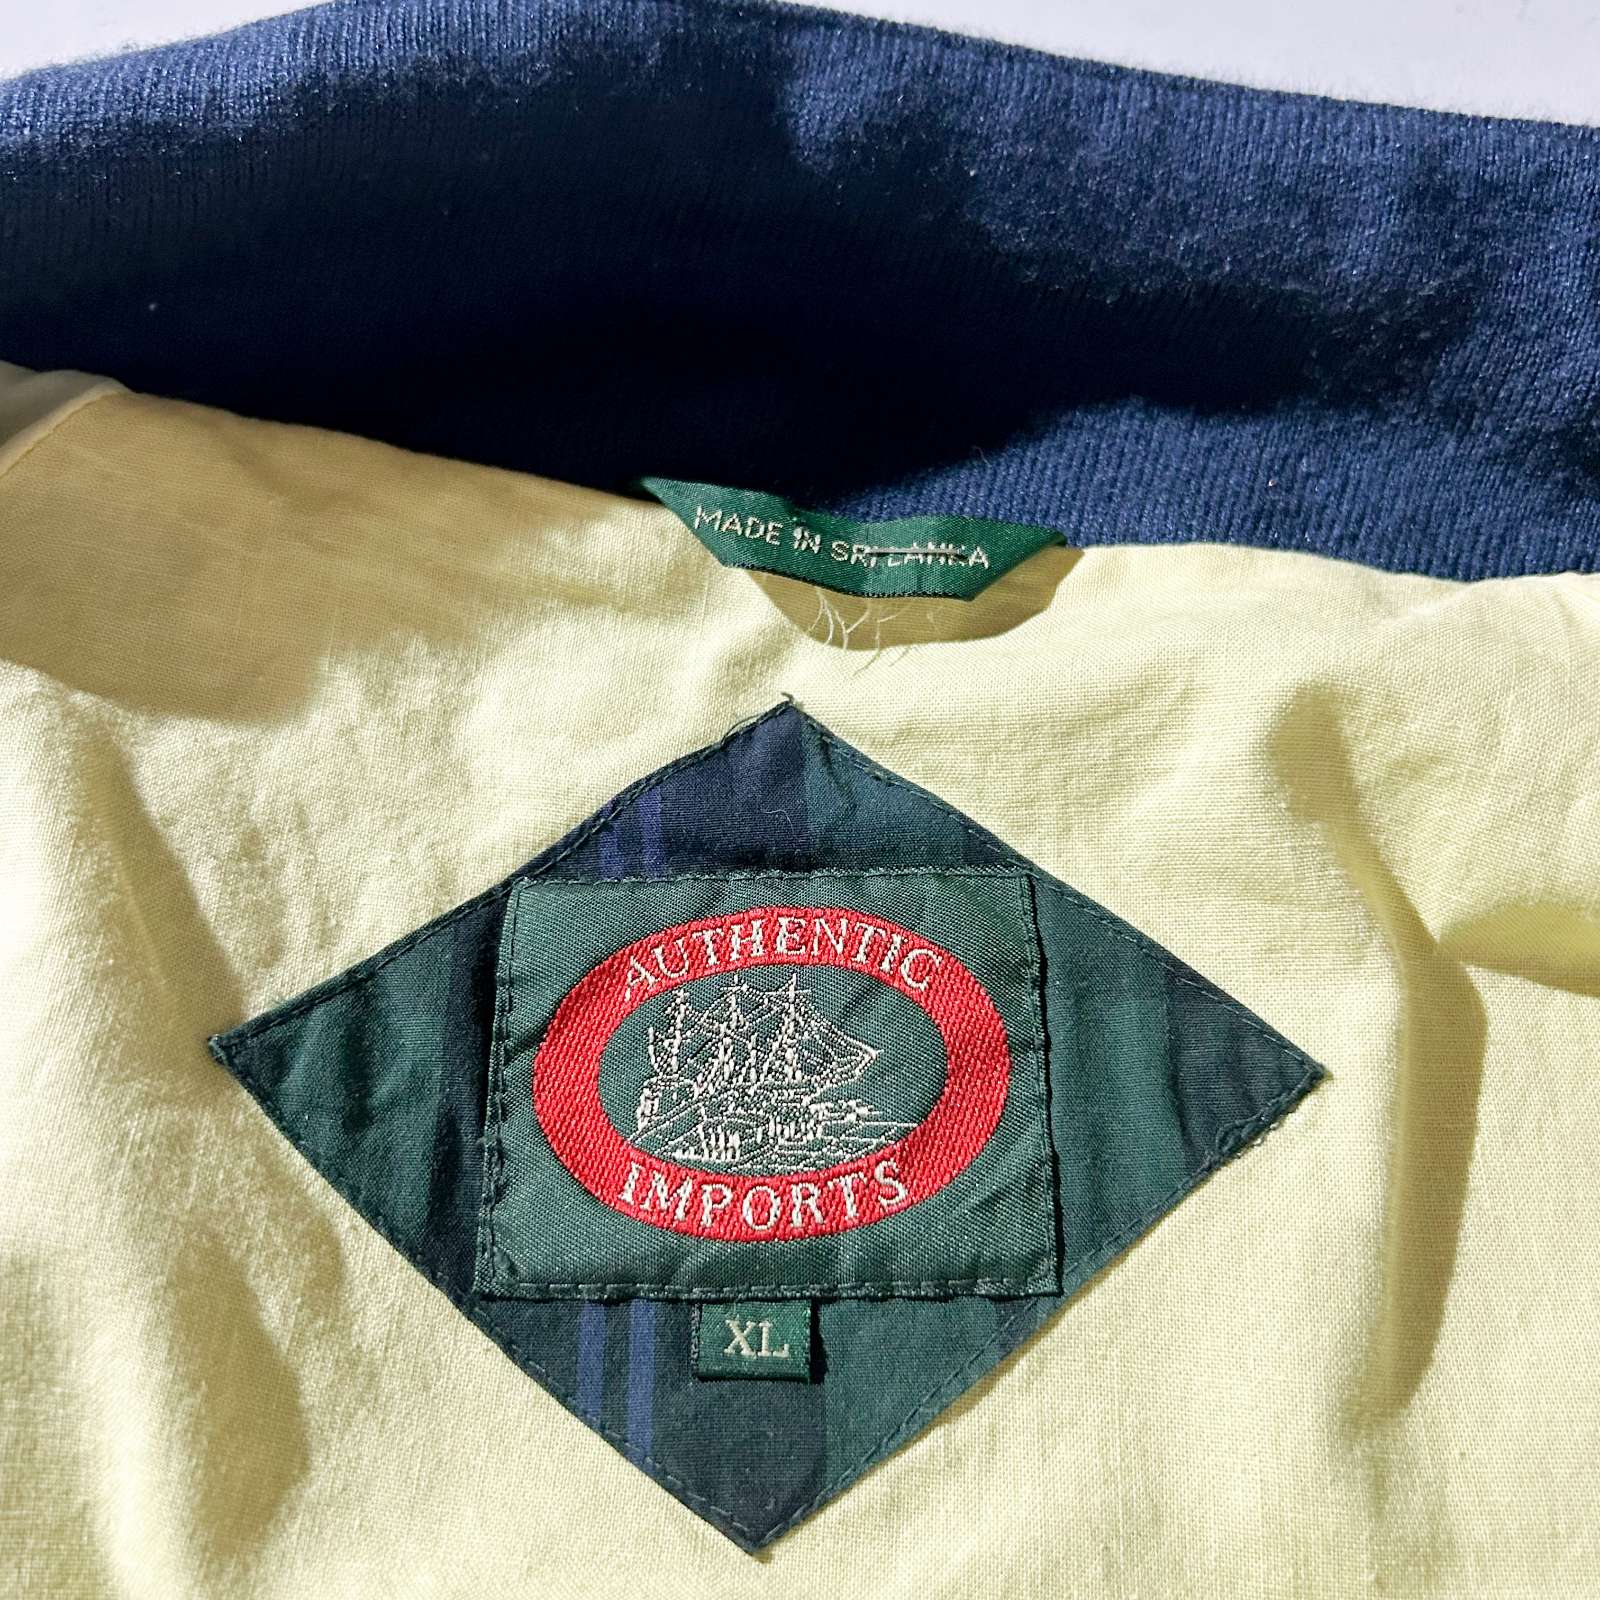 MADE IN SRI LANKA
AUTHENTIC
IMPORTS
XL